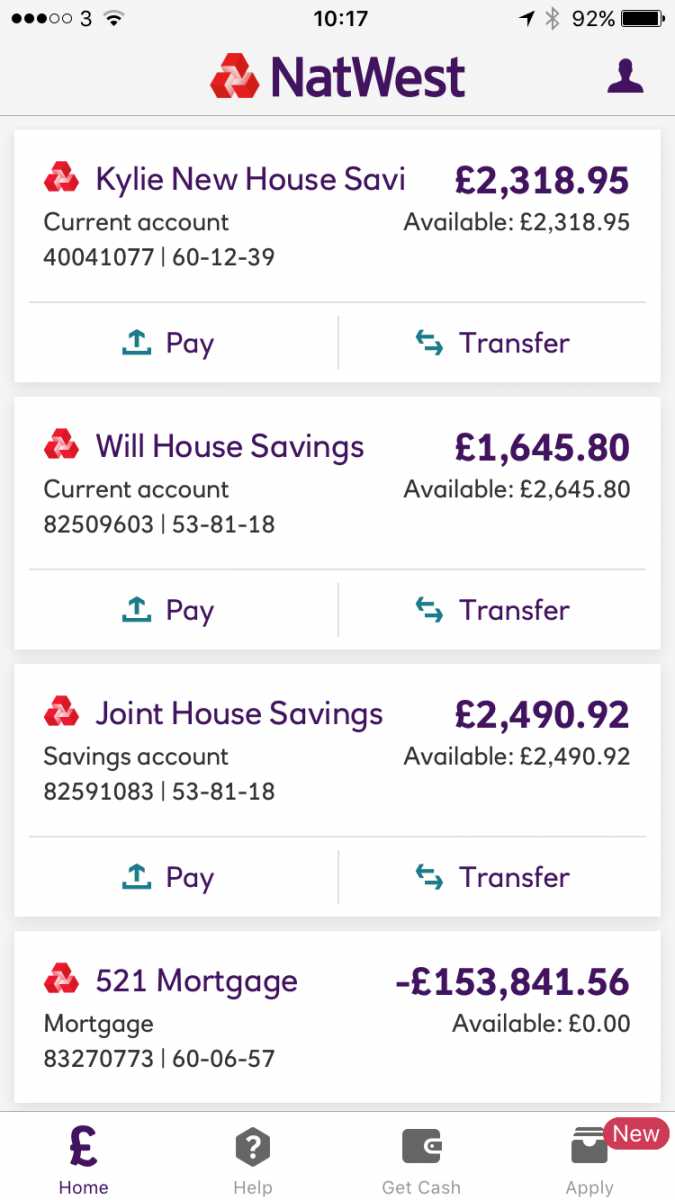 3 10:17 92%
NatWest
Kylie New House Savi £2,318.95
Current account Available: £2,318.95
40041077 | 60-12-39
Pay Transfer
Will House Savings £1,645.80
Current account Available: £2,645.80
82509603 | 53-81-18
Pay Transfer
Joint House Savings £2,490.92
Savings account Available: £2,490.92
82591083 | 53-81-18
Pay Transfer
521 Mortgage -£153,841.56
Mortgage Available: £0.00
83270773 | 60-06-57
£ ? New
Home Help Get Cash Apply